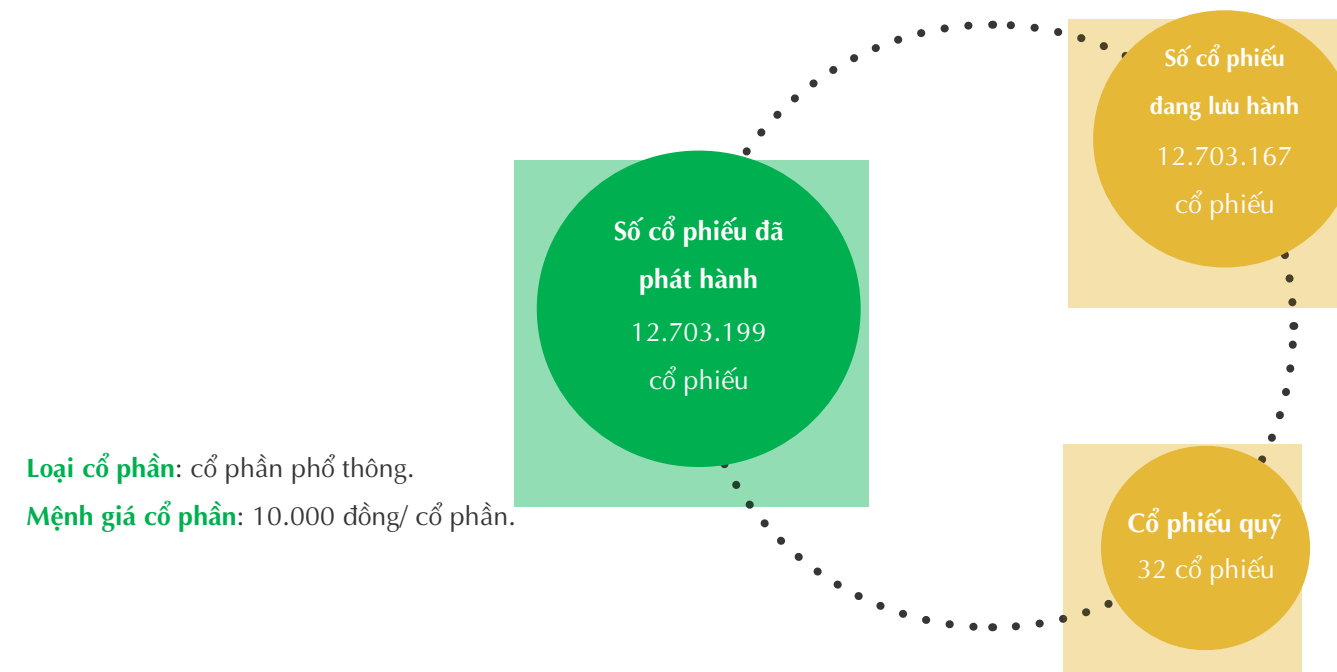 Số cổ phiếu
đang lưu hành
12.703.167
cổ phiếu
Số cổ phiếu đã
phát hành
12.703.199
cổ phiếu
Loại cổ phần: cổ phần phổ thông.
Mệnh giá cổ phần: 10.000 đồng/ cổ phần.
Cổ phiếu quỹ
32 cổ phiếu